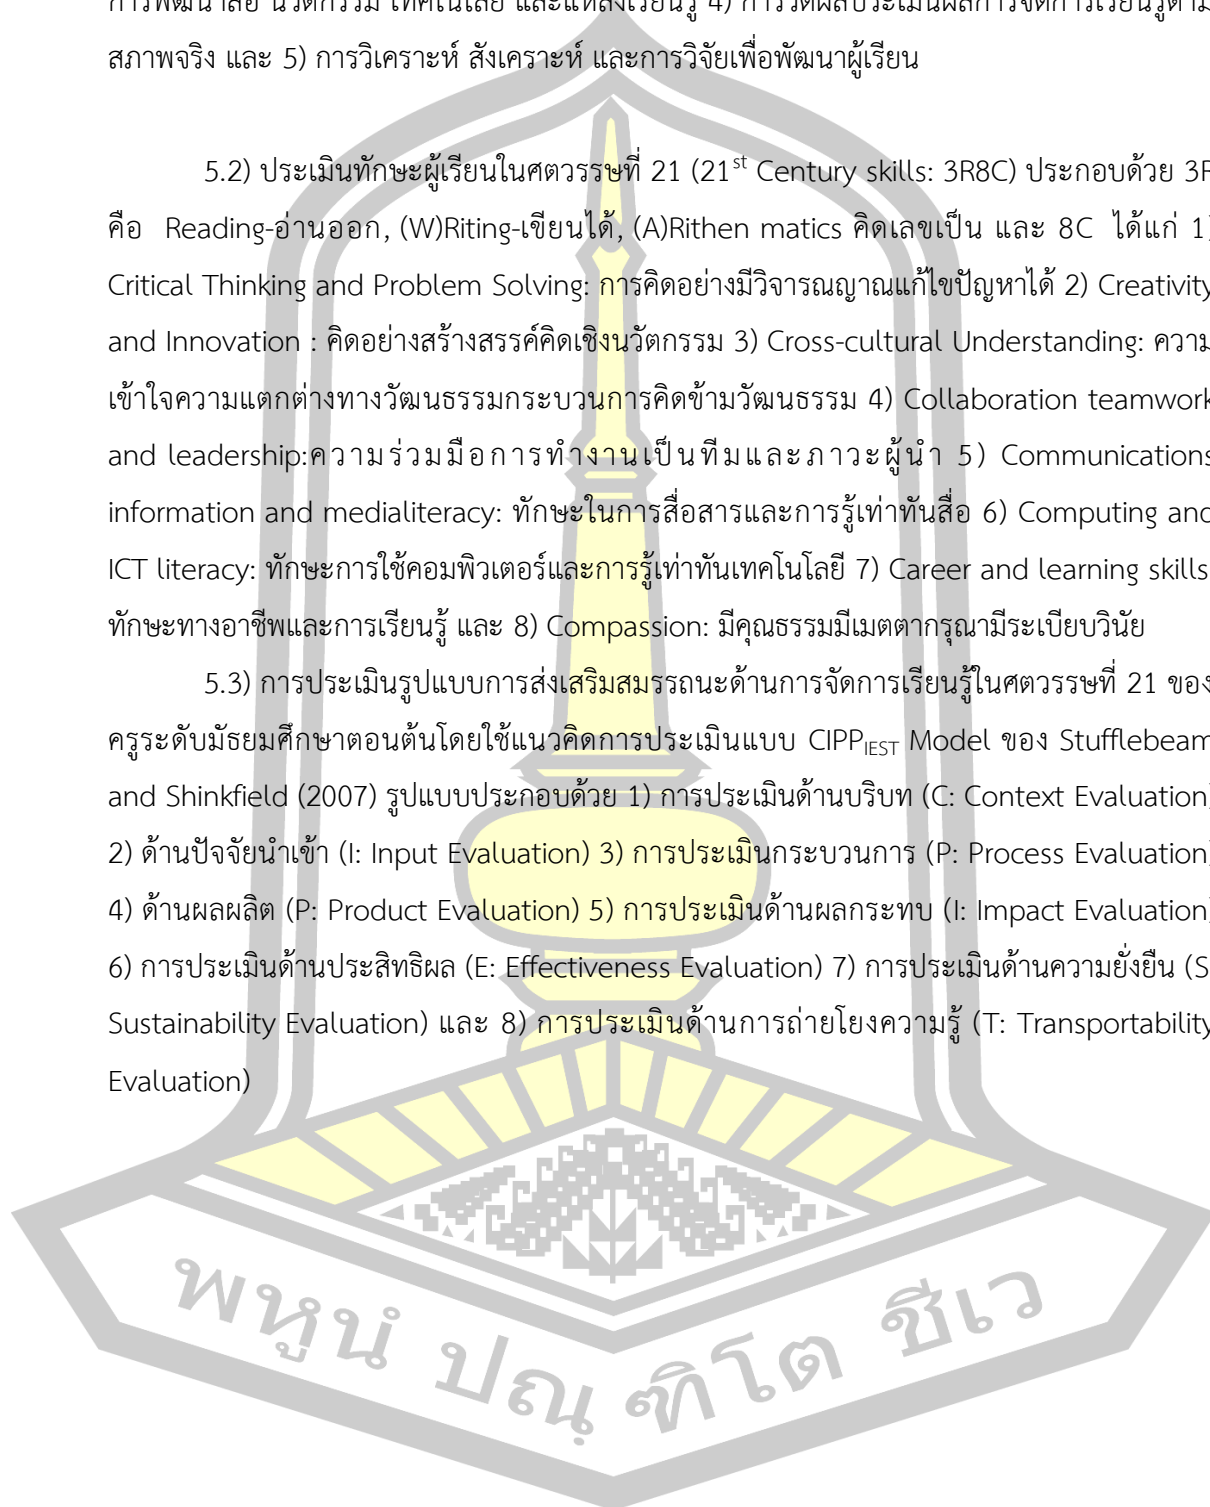 การพัฒนาสื่อ นวัตกรรม เทคโนโลยี และแหล่งเรียนรู้ 4) การวัดผลประเมินผลการจัดการเรียนรู้ตาม
สภาพจริง และ 5) การวิเคราะห์ สังเคราะห์ และการวิจัยเพื่อพัฒนาผู้เรียน
5.2) ประเมินทักษะผู้เรียนในศตวรรษที่ 21 (21st Century skills: 3R8C) ประกอบด้วย 3R
คือ Reading-อ่านออก, (W)Riting-เขียนได้, (A)Rithen matics คิดเลขเป็น และ 8C ได้แก่ 1)
Critical Thinking and Problem Solving: การคิดอย่างมีวิจารณญาณแก้ไขปัญหาได้ 2) Creativity
and Innovation : คิดอย่างสร้างสรรค์คิดเชิงนวัตกรรม 3) Cross-cultural Understanding: ความ
เข้าใจความแตกต่างทางวัฒนธรรมกระบวนการคิดข้ามวัฒนธรรม 4) Collaboration teamwork
and leadership:ความร่วมมือการทำงานเป็นทีมและภาวะผู้นำ 5) Communications
information and medialiteracy: ทักษะในการสื่อสารและการรู้เท่าทันสื่อ 6) Computing and
ICT literacy: ทักษะการใช้คอมพิวเตอร์และการรู้เท่าทันเทคโนโลยี 7) Career and learning skills
ทักษะทางอาชีพและการเรียนรู้ และ 8) Compassion: มีคุณธรรมมีเมตตากรุณามีระเบียบวินัย
5.3) การประเมินรูปแบบการส่งเสริมสมรรถนะด้านการจัดการเรียนรู้ในศตวรรษที่ 21 ของ
ครูระดับมัธยมศึกษาตอนต้นโดยใช้แนวคิดการประเมินแบบ CIPPIEST Model ของ Stufflebeam
and Shinkfield (2007) รูปแบบประกอบด้วย 1) การประเมินด้านบริบท (C: Context Evaluation)
2) ด้านปัจจัยนำเข้า (I: Input Evaluation) 3) การประเมินกระบวนการ (P: Process Evaluation)
4) ด้านผลผลิต (P: Product Evaluation) 5) การประเมินด้านผลกระทบ (I: Impact Evaluation)
6) การประเมินด้านประสิทธิผล (E: Effectiveness Evaluation) 7) การประเมินด้านความยั่งยืน (S
Sustainability Evaluation) และ 8) การประเมินด้านการถ่ายโยงความรู้ (T: Transportability
Evaluation)
พหูนํ ปณฺฑิโต ชีเว